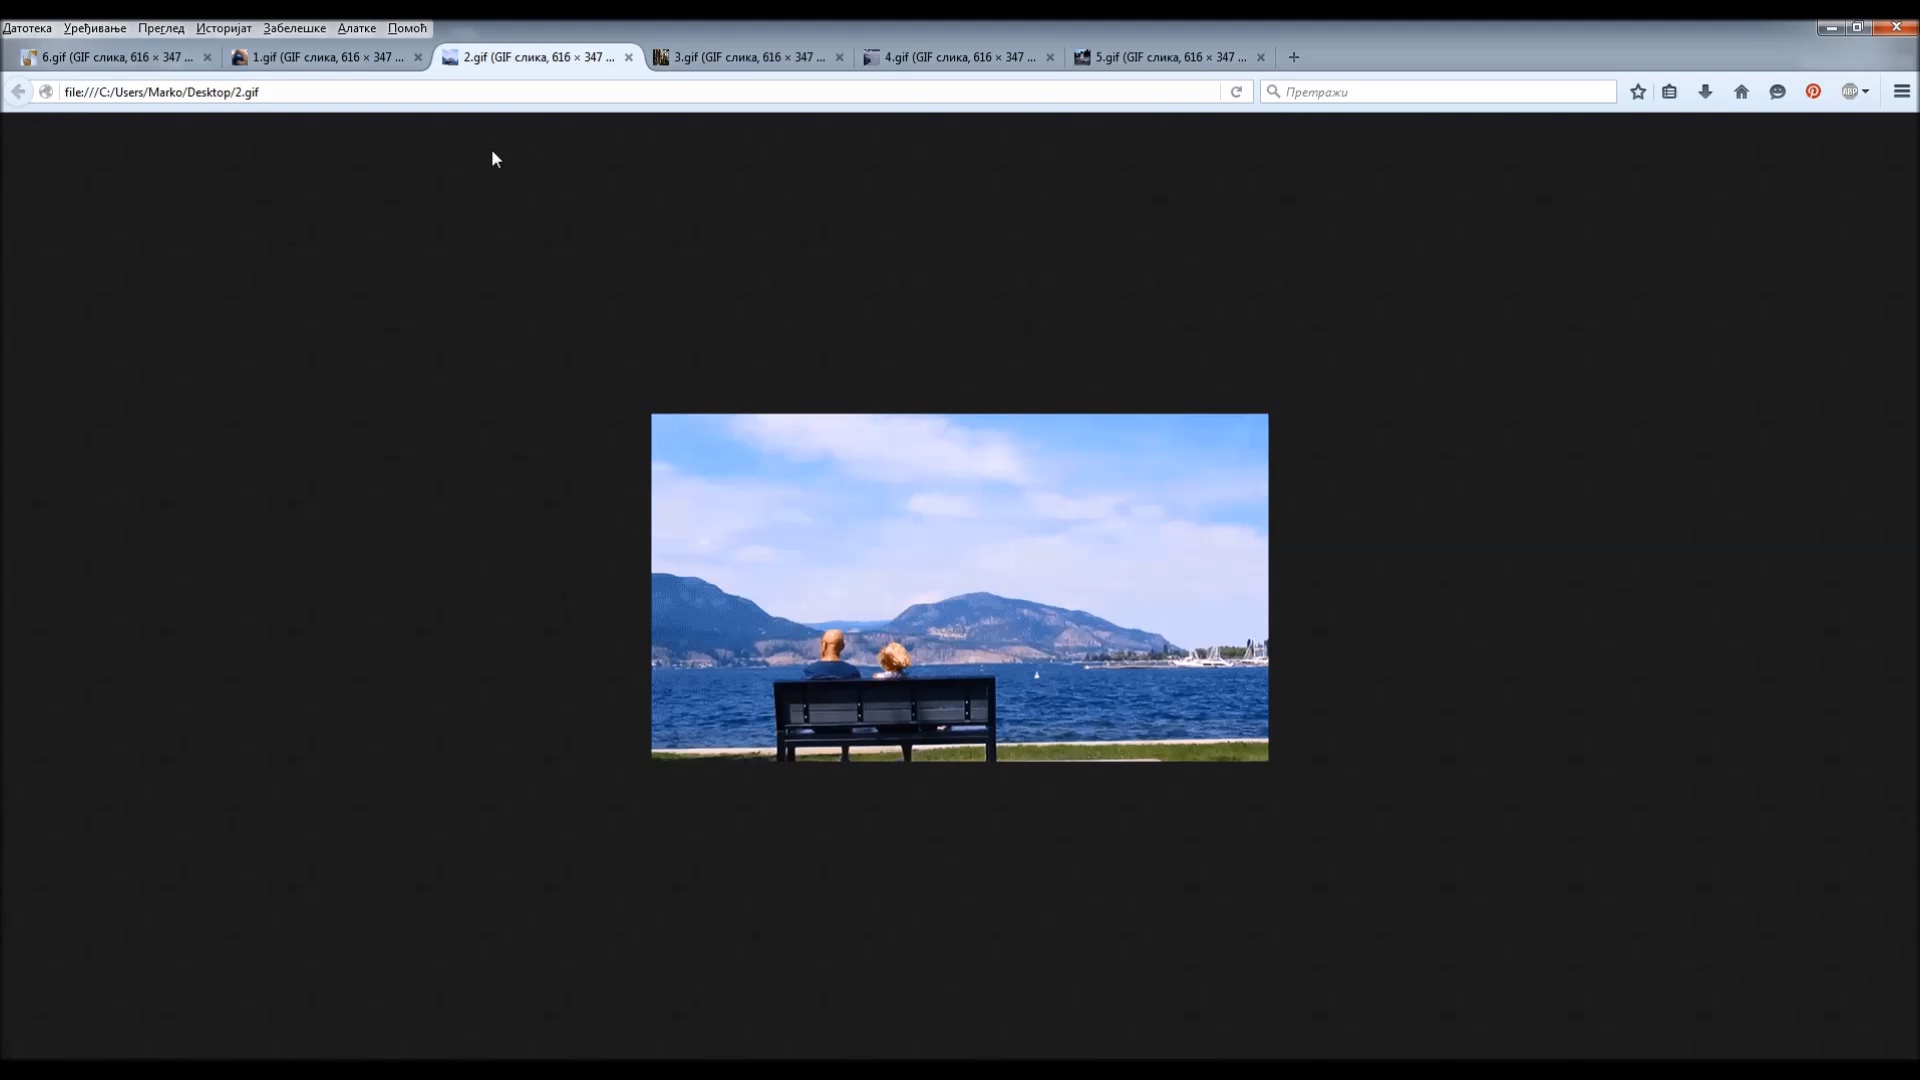 Датотека Уређивање Преглед Историјат Забелешке Алатке Помоћ
6.gif (GIF слика, 616 × 347 ... 1.gif (GIF слика, 616 × 347 ... 2.gif (GIF слика, 616 × 347 ... 3.gif (GIF слика, 616 × 347 ... 4.gif (GIF слика, 616 × 347 ... 5.gif (GIF слика, 616 × 347 ...
file:///C:/Users/Marko/Desktop/2.gif Претражи ABP